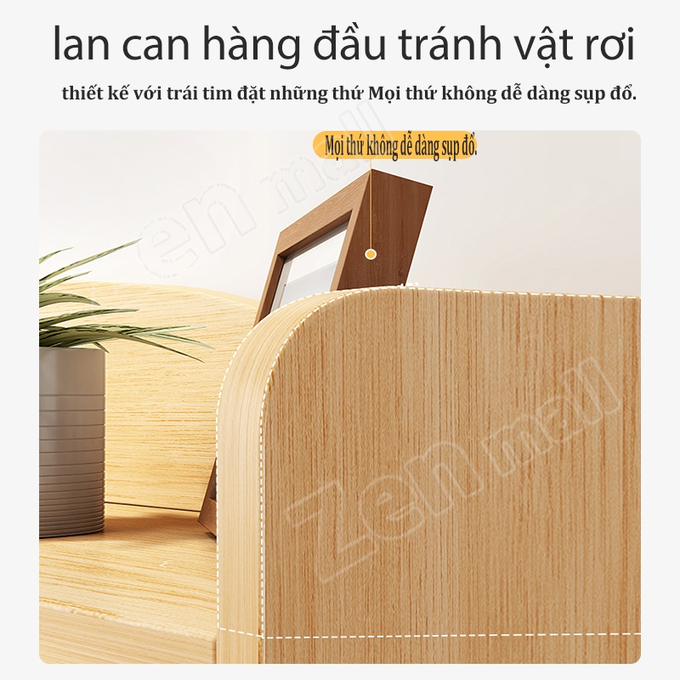 lan can hàng đầu tránh vật rơi
thiết kế với trái tim đặt những thứ Mọi thứ không dễ dàng sụp đổ.
Mọi thứ không dễ dàng sụp đổ.
Zen mall
Zen mall